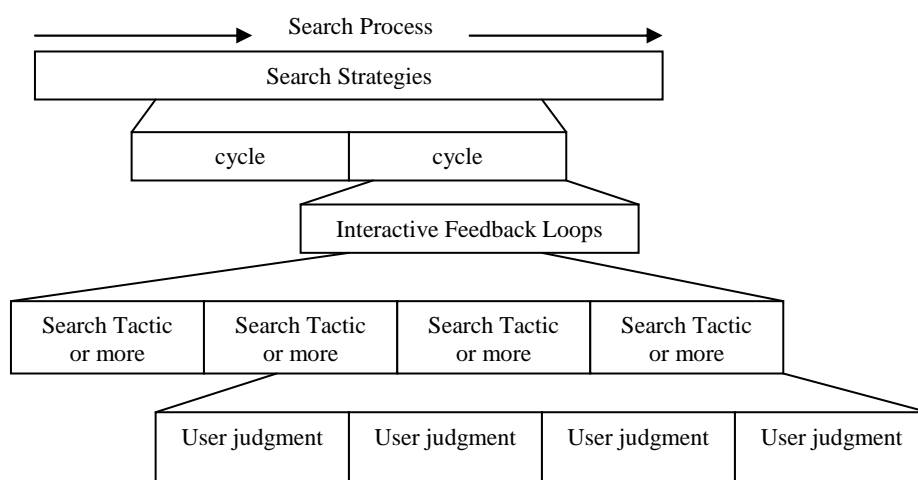 Search Process
Search Strategies
cycle cycle
Interactive Feedback Loops
Search Tactic Search Tactic Search Tactic Search Tactic
or more or more or more or more
User judgment User judgment User judgment User judgment